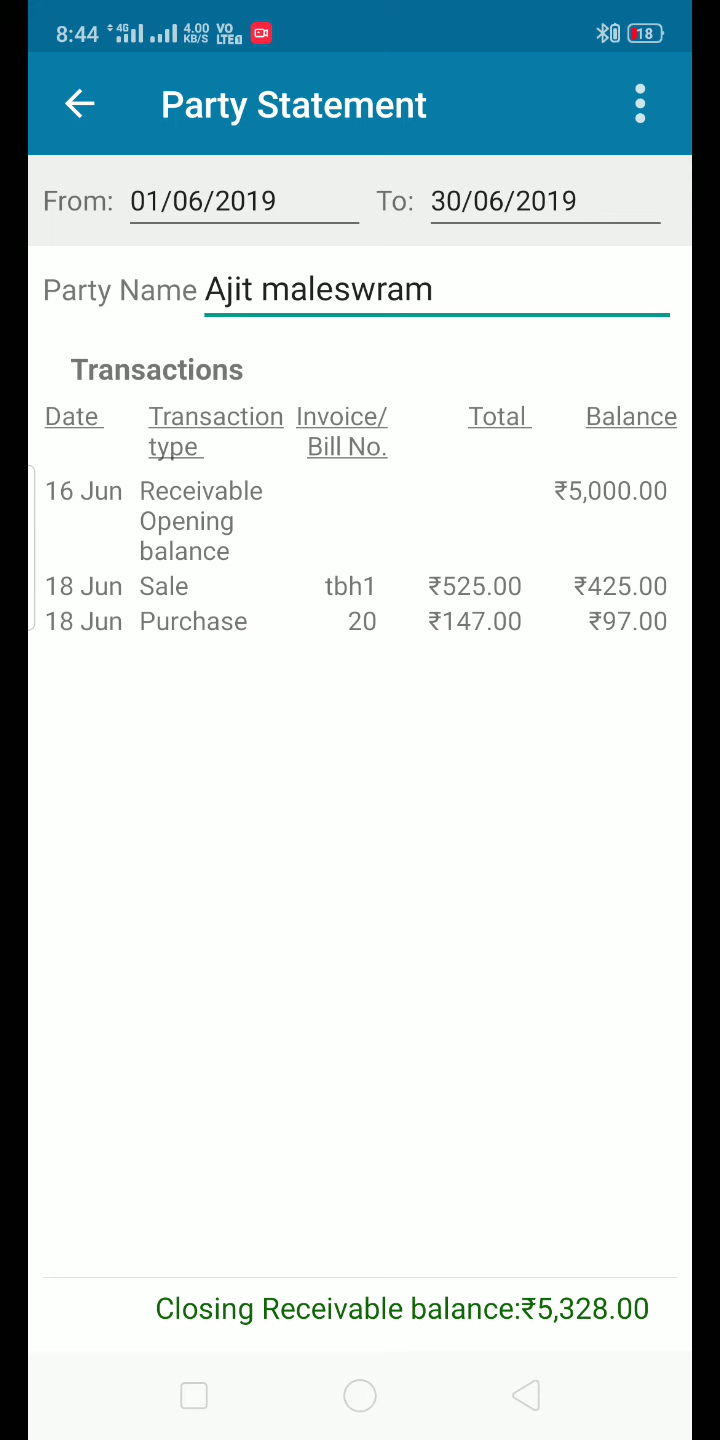 8:44 4G 4.00 KB/S VO LTE 18
Party Statement
From: 01/06/2019 To: 30/06/2019
Party Name Ajit maleswram
Transactions
Date Transaction type Invoice/ Bill No. Total Balance
16 Jun Receivable Opening balance ₹5,000.00
18 Jun Sale tbh1 ₹525.00 ₹425.00
18 Jun Purchase 20 ₹147.00 ₹97.00
Closing Receivable balance:₹5,328.00